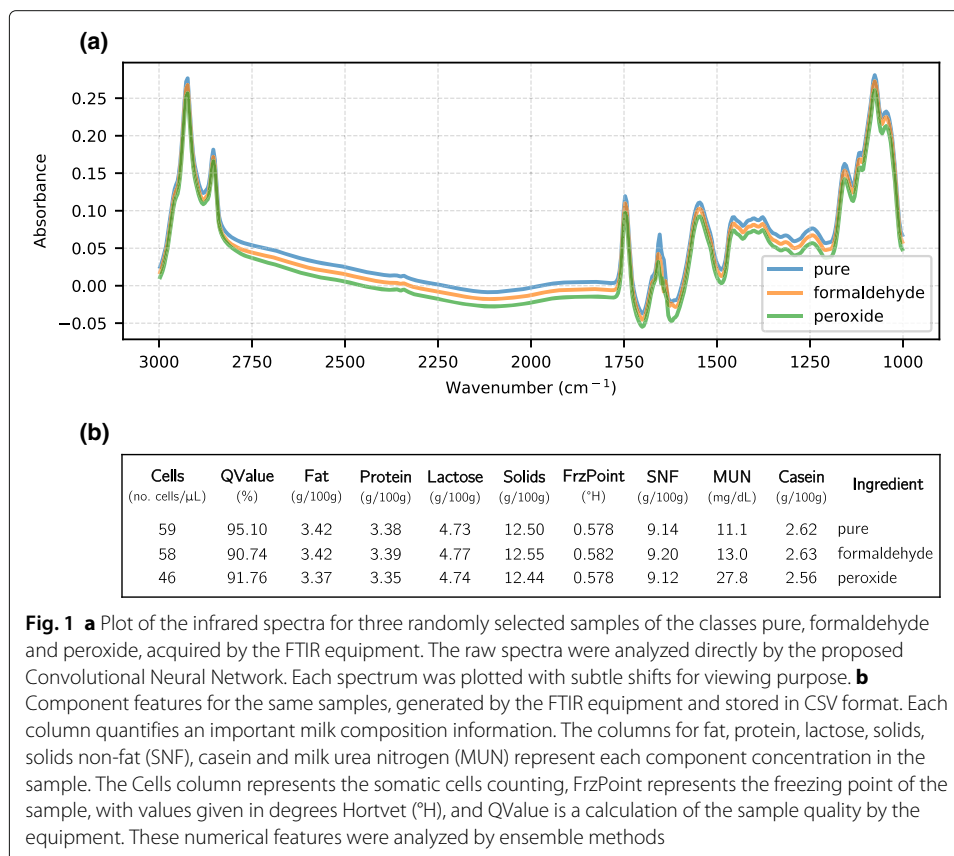 (a)
0.25
0.20
0.15
0.10
0.05
0.00
−0.05
Absorbance
pure
formaldehyde
peroxide
3000 2750 2500 2250 2000 1750 1500 1250 1000
Wavenumber (cm⁻¹)
(b)
Cells QValue Fat Protein Lactose Solids FrzPoint SNF MUN Casein Ingredient
(no. cells/μL) (%) (g/100g) (g/100g) (g/100g) (g/100g) (°H) (g/100g) (mg/dL) (g/100g)
59 95.10 3.42 3.38 4.73 12.50 0.578 9.14 11.1 2.62 pure
58 90.74 3.42 3.39 4.77 12.55 0.582 9.20 13.0 2.63 formaldehyde
46 91.76 3.37 3.35 4.74 12.44 0.578 9.12 27.8 2.56 peroxide
Fig. 1 a Plot of the infrared spectra for three randomly selected samples of the classes pure, formaldehyde
and peroxide, acquired by the FTIR equipment. The raw spectra were analyzed directly by the proposed
Convolutional Neural Network. Each spectrum was plotted with subtle shifts for viewing purpose. b
Component features for the same samples, generated by the FTIR equipment and stored in CSV format. Each
column quantifies an important milk composition information. The columns for fat, protein, lactose, solids,
solids non-fat (SNF), casein and milk urea nitrogen (MUN) represent each component concentration in the
sample. The Cells column represents the somatic cells counting, FrzPoint represents the freezing point of the
sample, with values given in degrees Hortvet (°H), and QValue is a calculation of the sample quality by the
equipment. These numerical features were analyzed by ensemble methods